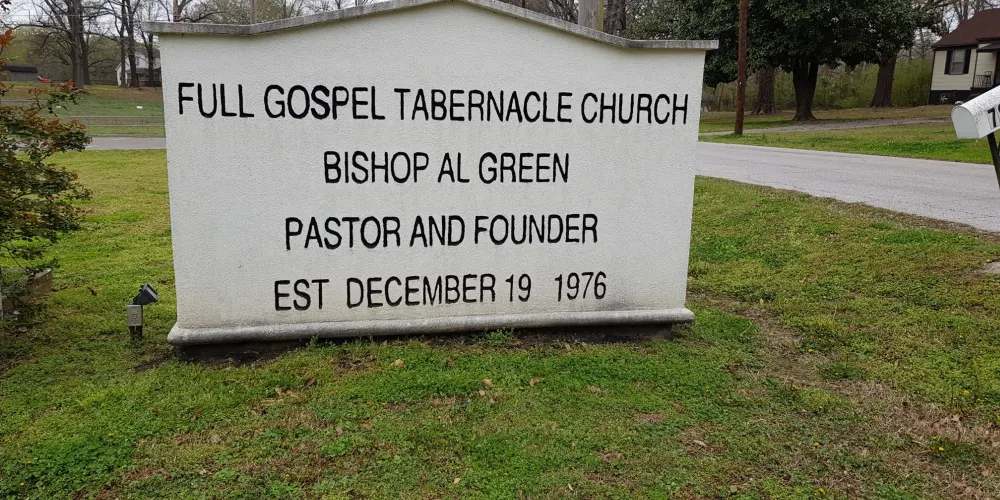 FULL GOSPEL TABERNACLE CHURCH
BISHOP AL GREEN
PASTOR AND FOUNDER
EST DECEMBER 19 1976